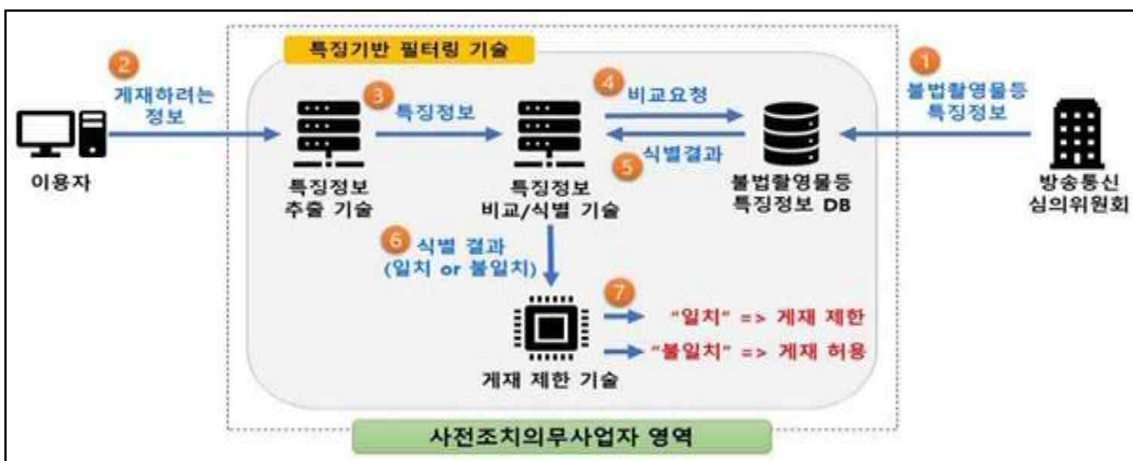 특징기반 필터링 기술
2
게재하려는
정보
이용자
3
특징정보
특징정보
추출 기술
4
비교요청
5
식별결과
특징정보
비교/식별 기술
불법촬영물등
특징정보 DB
1
불법촬영물등
특징정보
방송통신
심의위원회
6
식별 결과
(일치 or 불일치)
게재 제한 기술
7
“일치” => 게재 제한
“불일치” => 게재 허용
사전조치의무사업자 영역